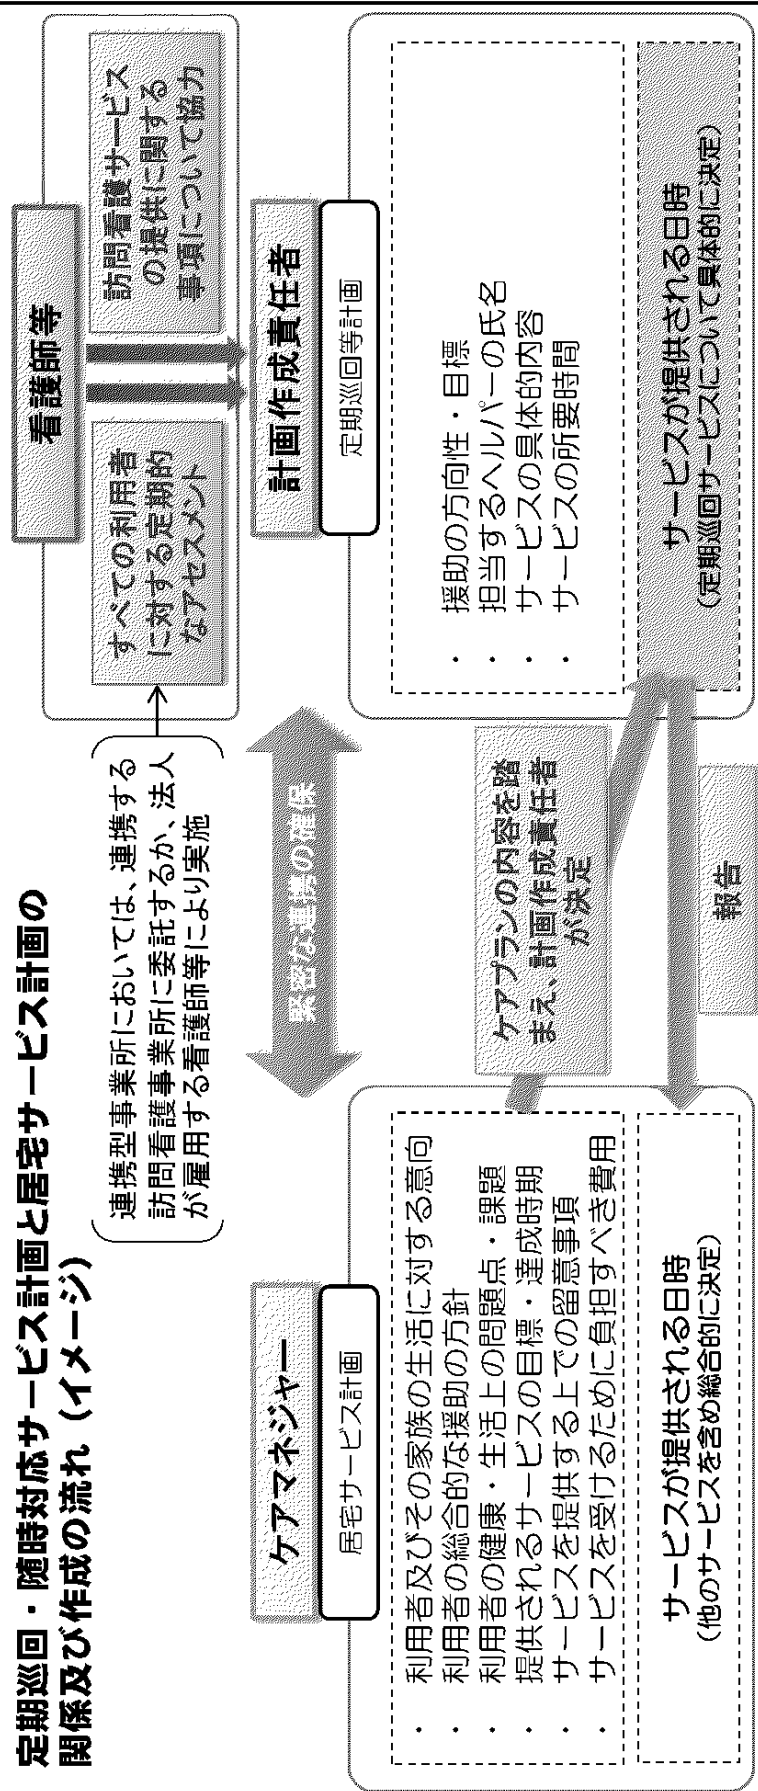 定期巡回・随時対応サービス計画と居宅サービス計画の
関係及び作成の流れ（イメージ）
連携型事業所においては、連携する
訪問看護事業所に委託するか、法人
が雇用する看護師等により実施
看護師等
すべての利用者
に対する定期的
なアセスメント
訪問看護サービス
の提供に関する
事項について協力
ケアマネジャー
居宅サービス計画
・ 利用者及びその家族の生活に対する意向
・ 利用者の総合的な援助の方針
・ 利用者の健康・生活上の問題点・課題
・ 提供されるサービスの目標・達成時期
・ サービスを提供する上での留意事項
・ サービスを受けるために負担すべき費用
サービスが提供される日時
（他のサービスを含め総合的に決定）
緊密な連携の確保
ケアプランの内容を踏
まえ、計画作成責任者
が決定
報告
計画作成責任者
定期巡回等計画
・ 援助の方向性・目標
・ 担当するヘルパーの氏名
・ サービスの具体的内容
・ サービスの所要時間
サービスが提供される日時
（定期巡回サービスについて具体的に決定）